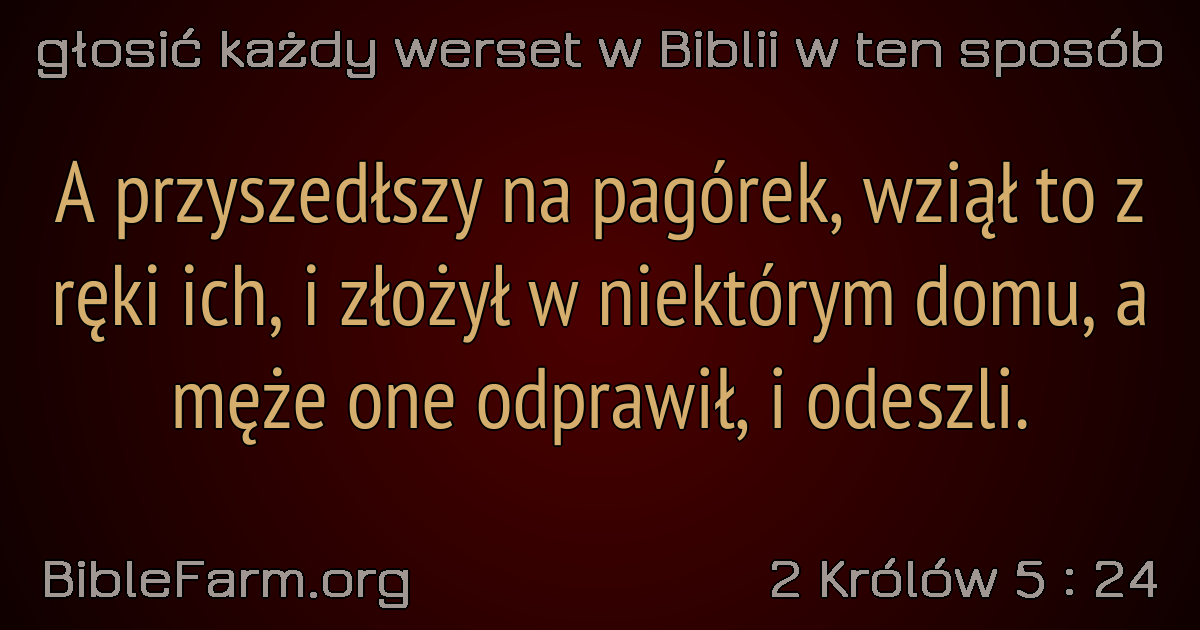 głosić każdy werset w Biblii w ten sposób
A przyszedłszy na pagórek, wziął to z
ręki ich, i złożył w niektórym domu, a
męże one odprawił, i odeszli.
BibleFarm.org
2 Królów 5 : 24